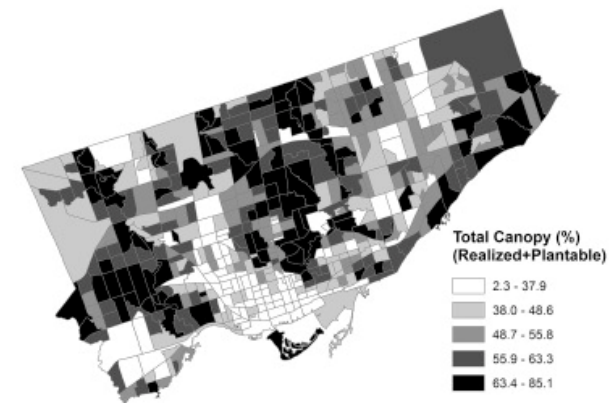 Total Canopy (%)
(Realized+Plantable)
2.3 - 37.9
38.0 - 48.6
48.7 - 55.8
55.9 - 63.3
63.4 - 85.1